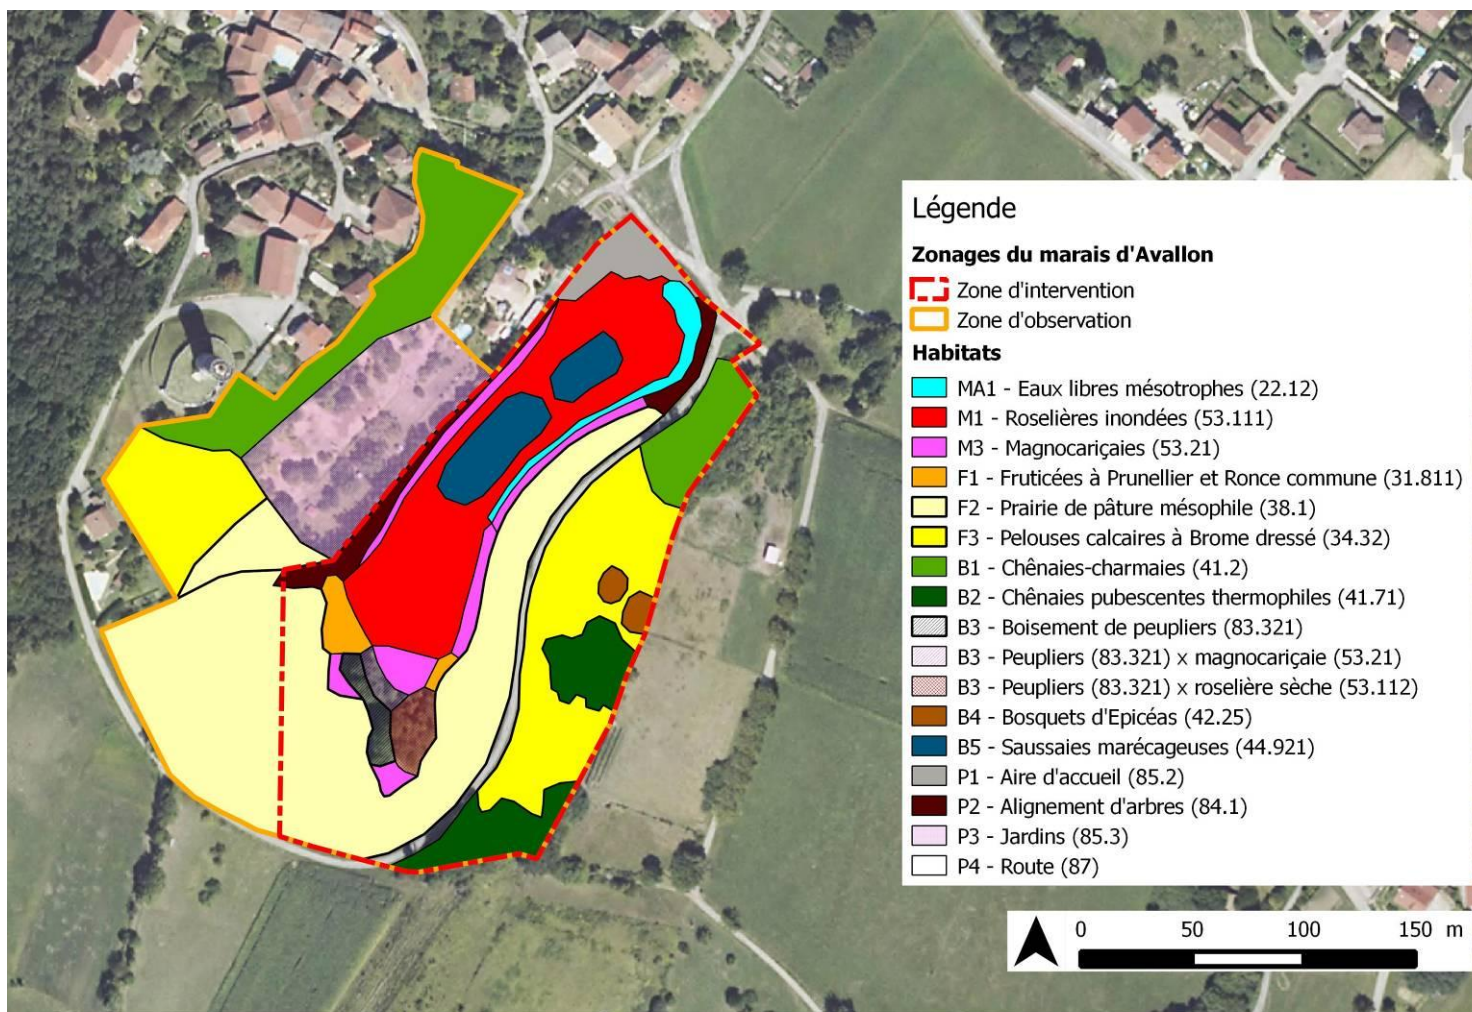 Légende
Zonages du marais d'Avallon
Zone d'intervention
Zone d'observation
Habitats
MA1 - Eaux libres mésotrophes (22.12)
M1 - Roselières inondées (53.111)
M3 - Magnocariçaies (53.21)
F1 - Fruticées à Prunellier et Ronce commune (31.811)
F2 - Prairie de pâture mésophile (38.1)
F3 - Pelouses calcaires à Brome dressé (34.32)
B1 - Chênaies-charmaies (41.2)
B2 - Chênaies pubescentes thermophiles (41.71)
B3 - Boisement de peupliers (83.321)
B3 - Peupliers (83.321) x magnocariçaie (53.21)
B3 - Peupliers (83.321) x roselière sèche (53.112)
B4 - Bosquets d'Epicéas (42.25)
B5 - Saussaies marécageuses (44.921)
P1 - Aire d'accueil (85.2)
P2 - Alignement d'arbres (84.1)
P3 - Jardins (85.3)
P4 - Route (87)
0 50 100 150 m